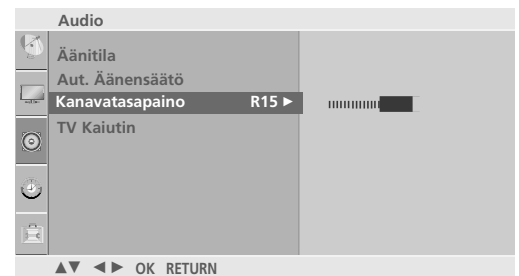 Audio
Äänitila
Aut. Äänensäätö
Kanavatasapaino R15 ►
TV Kaiutin
▲▼ ◄► OK RETURN